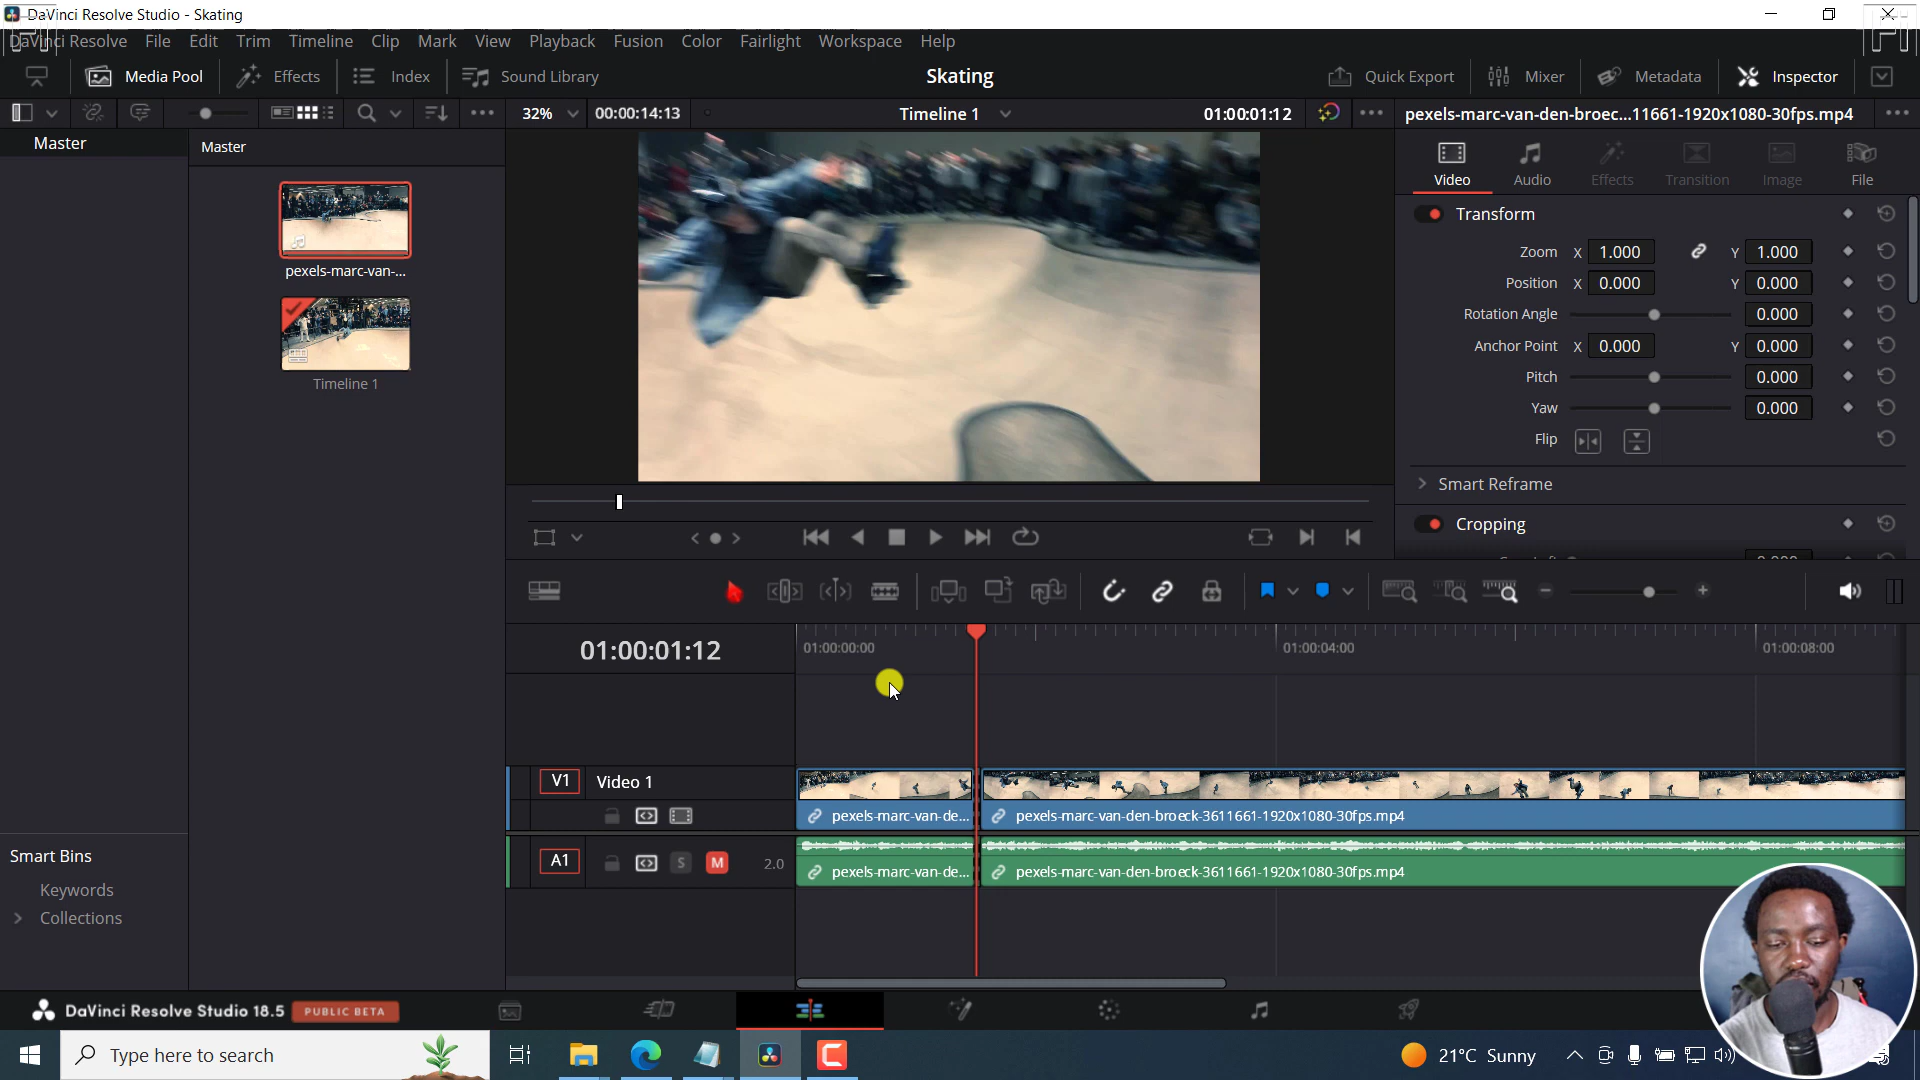 DaVinci Resolve Studio - Skating
DaVinci Resolve File Edit Trim Timeline Clip Mark View Playback Fusion Color Fairlight Workspace Help
Media Pool Effects Index Sound Library Skating Quick Export Mixer Metadata Inspector
32% 00:00:14:13 Timeline 1 01:00:01:12 pexels-marc-van-den-broec...11661-1920x1080-30fps.mp4
Master Master
Video Audio Effects Transition Image File
Transform
Zoom X 1.000 Y 1.000
Position X 0.000 Y 0.000
Rotation Angle 0.000
Anchor Point X 0.000 Y 0.000
Pitch 0.000
Yaw 0.000
Flip
Smart Reframe
Cropping
pexels-marc-van-...
Timeline 1
01:00:01:12 01:00:00:00 01:00:04:00 01:00:08:00
V1 Video 1
pexels-marc-van-de... pexels-marc-van-den-broeck-3611661-1920x1080-30fps.mp4
A1 S M 2.0
pexels-marc-van-de... pexels-marc-van-den-broeck-3611661-1920x1080-30fps.mp4
Smart Bins
Keywords
Collections
DaVinci Resolve Studio 18.5 PUBLIC BETA
Type here to search 21°C Sunny